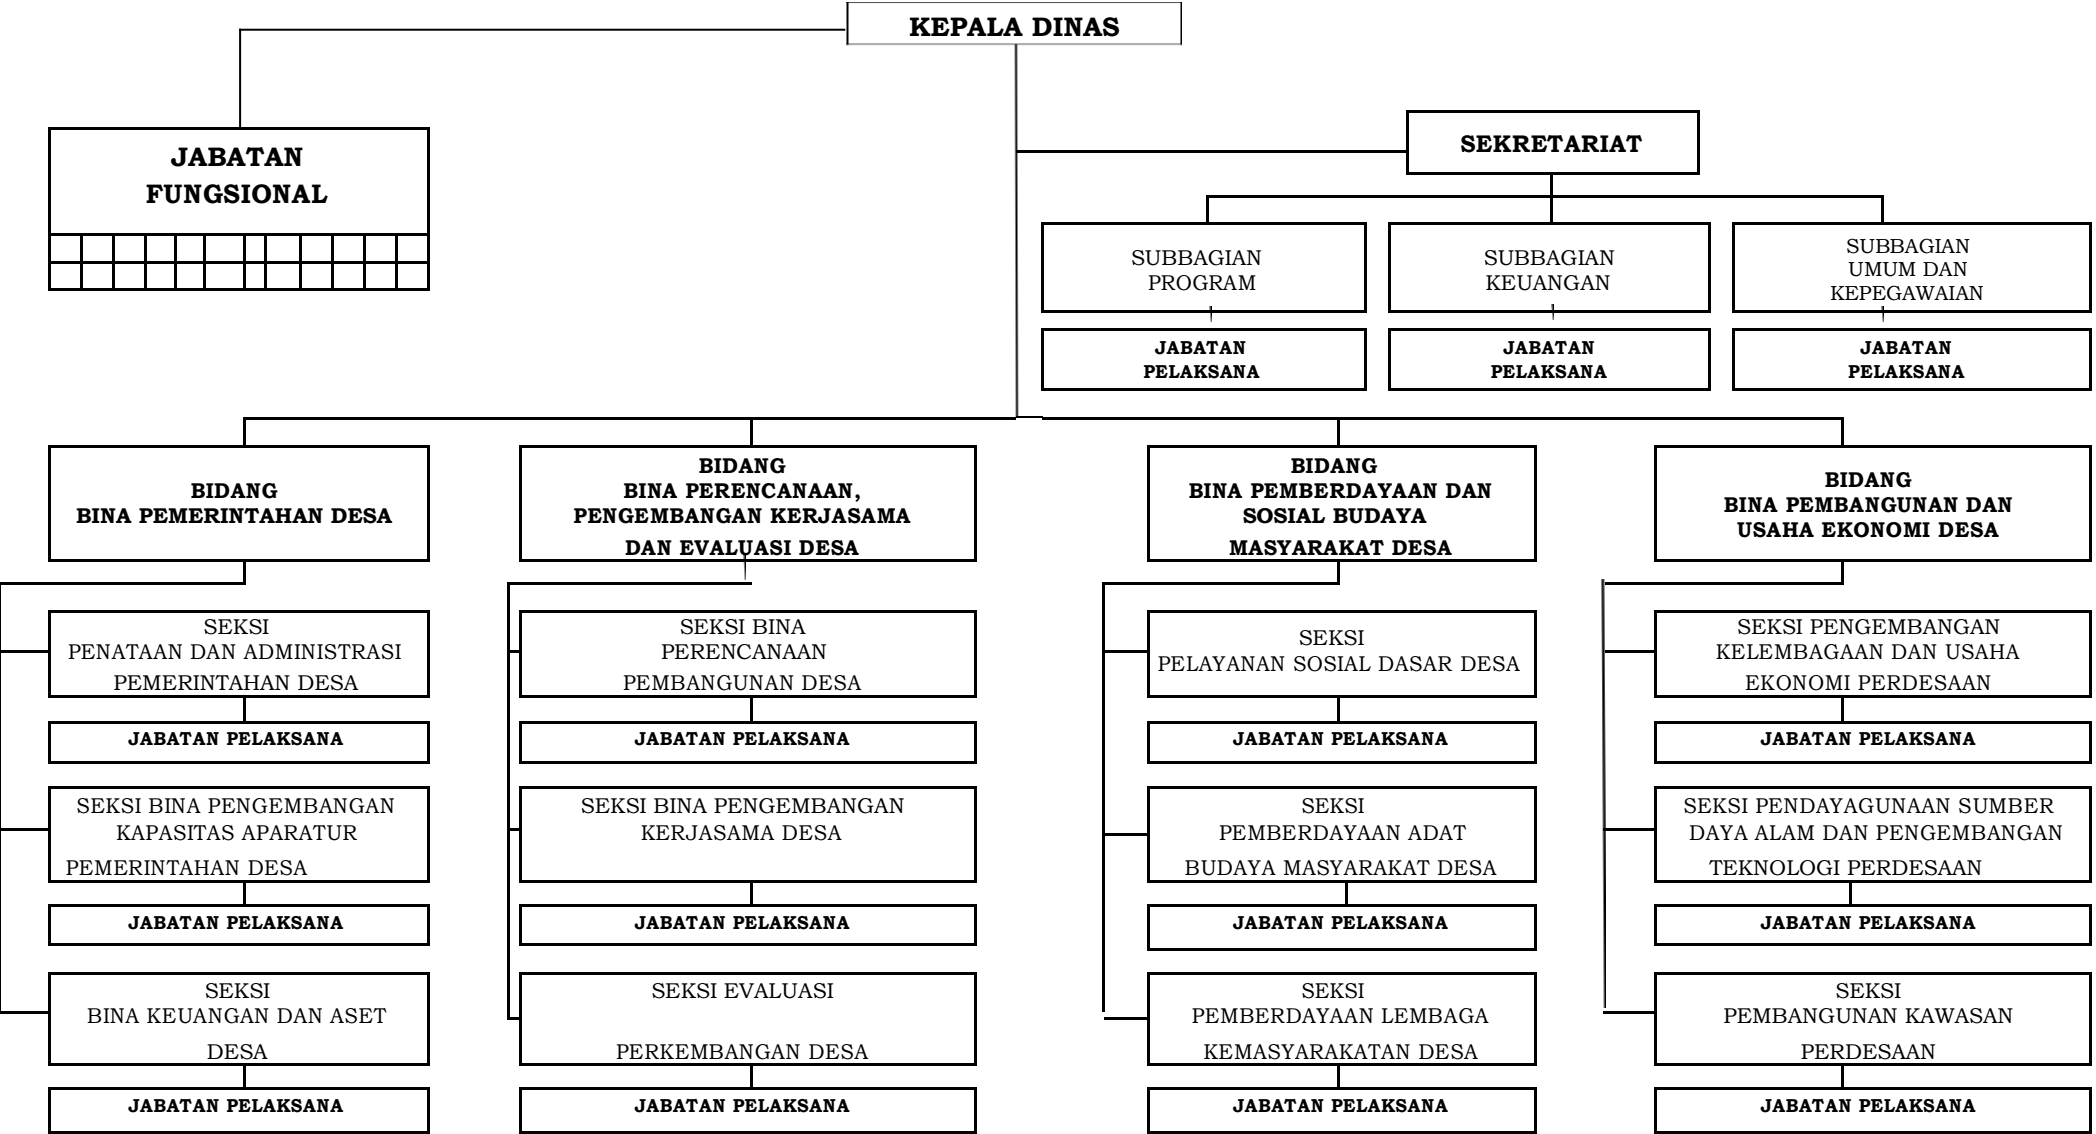 KEPALA DINAS
JABATAN
FUNGSIONAL
SEKRETARIAT
SUBBAGIAN
PROGRAM
SUBBAGIAN
KEUANGAN
SUBBAGIAN
UMUM DAN
KEPEGAWAIAN
JABATAN
PELAKSANA
JABATAN
PELAKSANA
JABATAN
PELAKSANA
BIDANG
BINA PEMERINTAHAN DESA
BIDANG
BINA PERENCANAAN,
PENGEMBANGAN KERJASAMA
DAN EVALUASI DESA
BIDANG
BINA PEMBERDAYAAN DAN
SOSIAL BUDAYA
MASYARAKAT DESA
BIDANG
BINA PEMBANGUNAN DAN
USAHA EKONOMI DESA
SEKSI
PENATAAN DAN ADMINISTRASI
PEMERINTAHAN DESA
SEKSI BINA
PERENCANAAN
PEMBANGUNAN DESA
SEKSI
PELAYANAN SOSIAL DASAR DESA
SEKSI PENGEMBANGAN
KELEMBAGAAN DAN USAHA
EKONOMI PERDESAAN
JABATAN PELAKSANA
JABATAN PELAKSANA
JABATAN PELAKSANA
JABATAN PELAKSANA
SEKSI BINA PENGEMBANGAN
KAPASITAS APARATUR
PEMERINTAHAN DESA
SEKSI BINA PENGEMBANGAN
KERJASAMA DESA
SEKSI
PEMBERDAYAAN ADAT
BUDAYA MASYARAKAT DESA
SEKSI PENDAYAGUNAAN SUMBER
DAYA ALAM DAN PENGEMBANGAN
TEKNOLOGI PERDESAAN
JABATAN PELAKSANA
JABATAN PELAKSANA
JABATAN PELAKSANA
JABATAN PELAKSANA
SEKSI
BINA KEUANGAN DAN ASET
DESA
SEKSI EVALUASI
PERKEMBANGAN DESA
SEKSI
PEMBERDAYAAN LEMBAGA
KEMASYARAKATAN DESA
SEKSI
PEMBANGUNAN KAWASAN
PERDESAAN
JABATAN PELAKSANA
JABATAN PELAKSANA
JABATAN PELAKSANA
JABATAN PELAKSANA